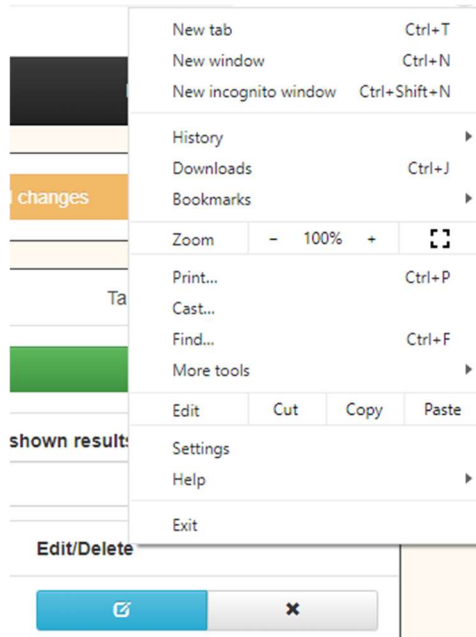 New tab Ctrl+T
New window Ctrl+N
New incognito window Ctrl+Shift+N
History
Downloads Ctrl+J
changes
Bookmarks
Zoom - 100% +
Print... Ctrl+P
Ta
Cast...
Find... Ctrl+F
More tools
Edit Cut Copy Paste
shown results
Settings
Help
Exit
Edit/Delete